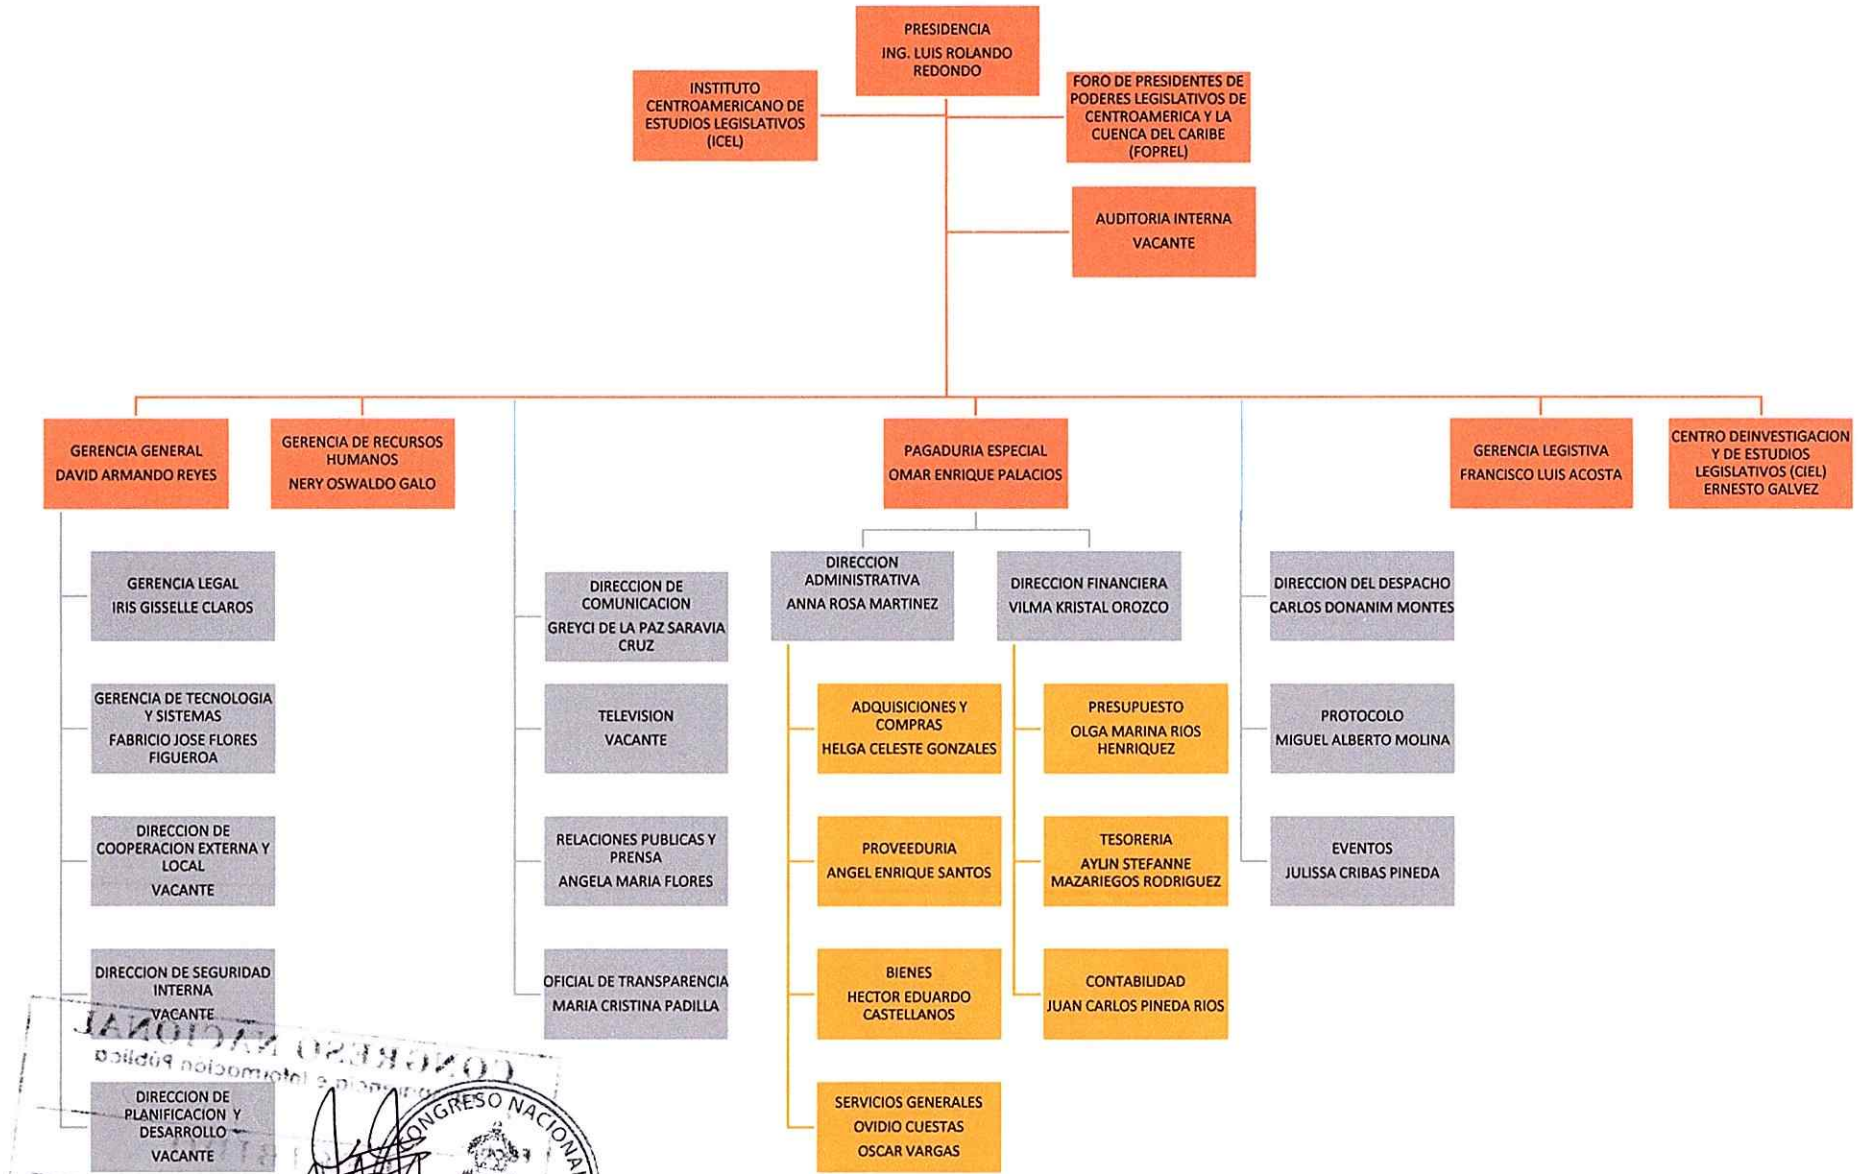 PRESIDENCIA
ING. LUIS ROLANDO
REDONDO
INSTITUTO
CENTROAMERICANO DE
ESTUDIOS LEGISLATIVOS
(ICEL)
FORO DE PRESIDENTES DE
PODERES LEGISLATIVOS DE
CENTROAMERICA Y LA
CUENCA DEL CARIBE
(FOPREL)
AUDITORIA INTERNA
VACANTE
GERENCIA GENERAL
DAVID ARMANDO REYES
GERENCIA DE RECURSOS
HUMANOS
NERY OSWALDO GALO
PAGADURIA ESPECIAL
OMAR ENRIQUE PALACIOS
GERENCIA LEGISTIVA
FRANCISCO LUIS ACOSTA
CENTRO DEINVESTIGACION
Y DE ESTUDIOS
LEGISLATIVOS (CIEL)
ERNESTO GALVEZ
GERENCIA LEGAL
IRIS GISSELLE CLAROS
GERENCIA DE TECNOLOGIA
Y SISTEMAS
FABRICIO JOSE FLORES
FIGUEROA
DIRECCION DE
COOPERACION EXTERNA Y
LOCAL
VACANTE
DIRECCION DE SEGURIDAD
INTERNA
VACANTE
DIRECCION DE
PLANIFICACION Y
DESARROLLO
VACANTE
DIRECCION DE
COMUNICACION
GREYCI DE LA PAZ SARAVIA
CRUZ
TELEVISION
VACANTE
RELACIONES PUBLICAS Y
PRENSA
ANGELA MARIA FLORES
OFICIAL DE TRANSPARENCIA
MARIA CRISTINA PADILLA
DIRECCION
ADMINISTRATIVA
ANNA ROSA MARTINEZ
ADQUISICIONES Y
COMPRAS
HELGA CELESTE GONZALES
PROVEEDURIA
ANGEL ENRIQUE SANTOS
BIENES
HECTOR EDUARDO
CASTELLANOS
SERVICIOS GENERALES
OVIDIO CUESTAS
OSCAR VARGAS
DIRECCION FINANCIERA
VILMA KRISTAL OROZCO
PRESUPUESTO
OLGA MARINA RIOS
HENRIQUEZ
TESORERIA
AYLIN STEFANNE
MAZARIEGOS RODRIGUEZ
CONTABILIDAD
JUAN CARLOS PINEDA RIOS
DIRECCION DEL DESPACHO
CARLOS DONANIM MONTES
PROTOCOLO
MIGUEL ALBERTO MOLINA
EVENTOS
JULISSA CRIBAS PINEDA
CONGRESO NACIONAL
e Información Pública
CONGRESO NACIONAL